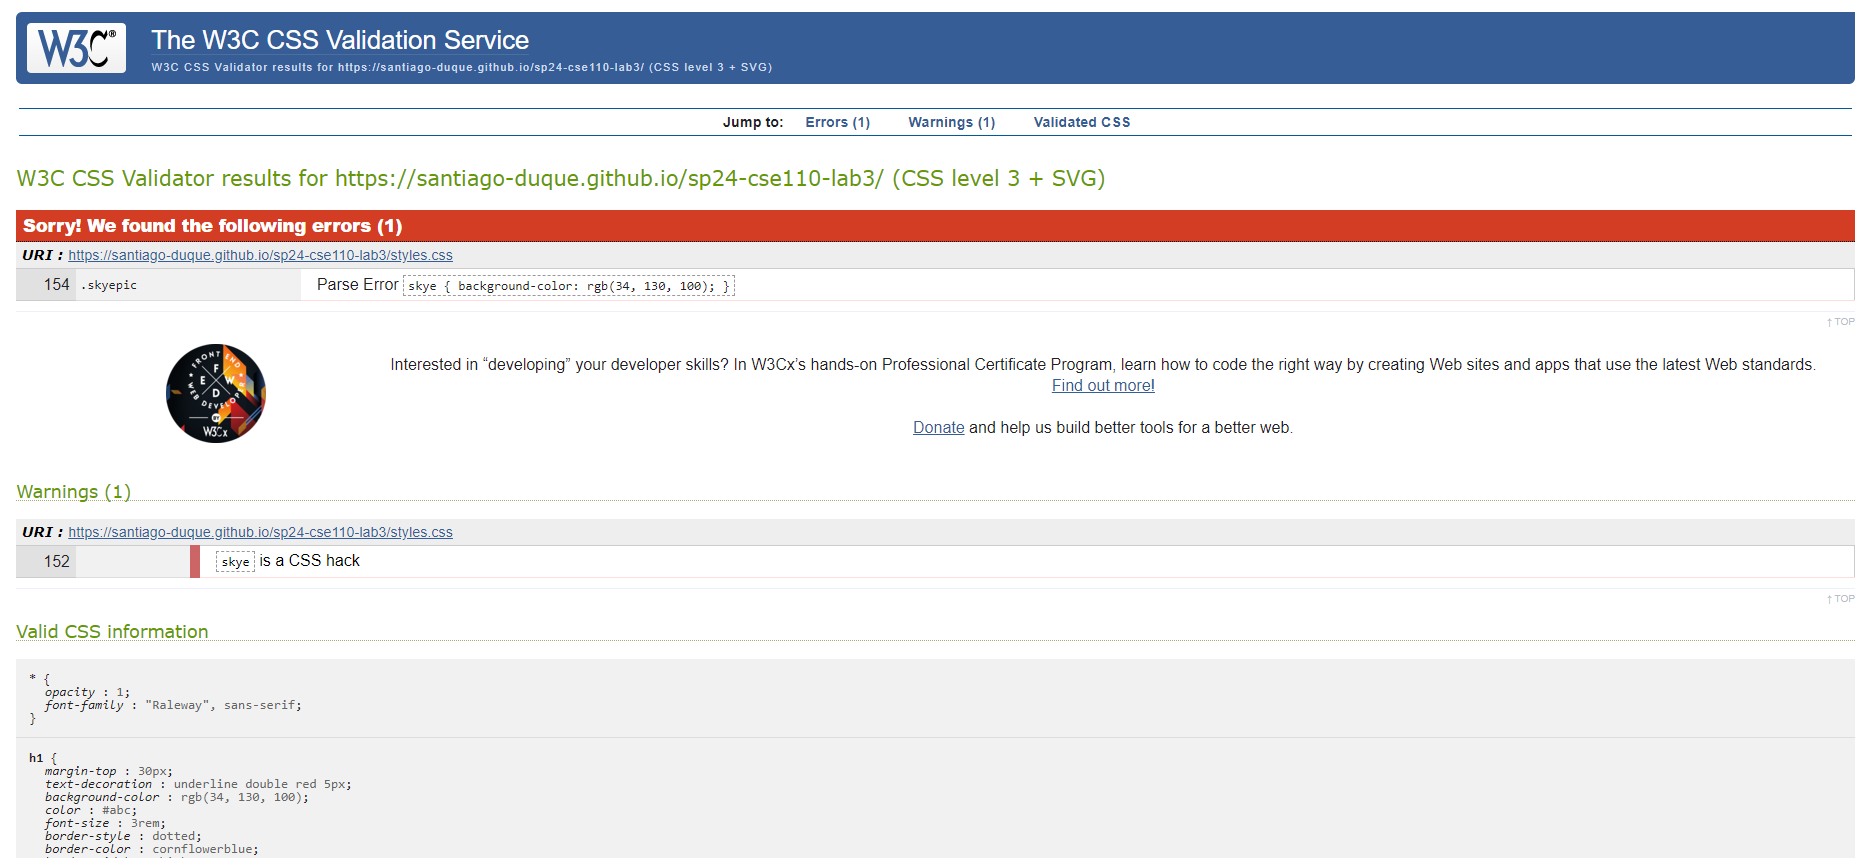 W3C®
The W3C CSS Validation Service
W3C CSS Validator results for https://santiago-duque.github.io/sp24-cse110-lab3/ (CSS level 3 + SVG)
Jump to: Errors (1) Warnings (1) Validated CSS
W3C CSS Validator results for https://santiago-duque.github.io/sp24-cse110-lab3/ (CSS level 3 + SVG)
Sorry! We found the following errors (1)
URI : https://santiago-duque.github.io/sp24-cse110-lab3/styles.css
154 .skyepic Parse Error skye { background-color: rgb(34, 130, 100); }
↑ TOP
FRONT END
F E W D
WEB DEVELOPER
BY
W3Cx
Interested in “developing” your developer skills? In W3Cx’s hands-on Professional Certificate Program, learn how to code the right way by creating Web sites and apps that use the latest Web standards.
Find out more!
Donate and help us build better tools for a better web.
Warnings (1)
URI : https://santiago-duque.github.io/sp24-cse110-lab3/styles.css
152 skye is a CSS hack
↑ TOP
Valid CSS information
* {
opacity : 1;
font-family : "Raleway", sans-serif;
}
h1 {
margin-top : 30px;
text-decoration : underline double red 5px;
background-color : rgb(34, 130, 100);
color : #abc;
font-size : 3rem;
border-style : dotted;
border-color : cornflowerblue;